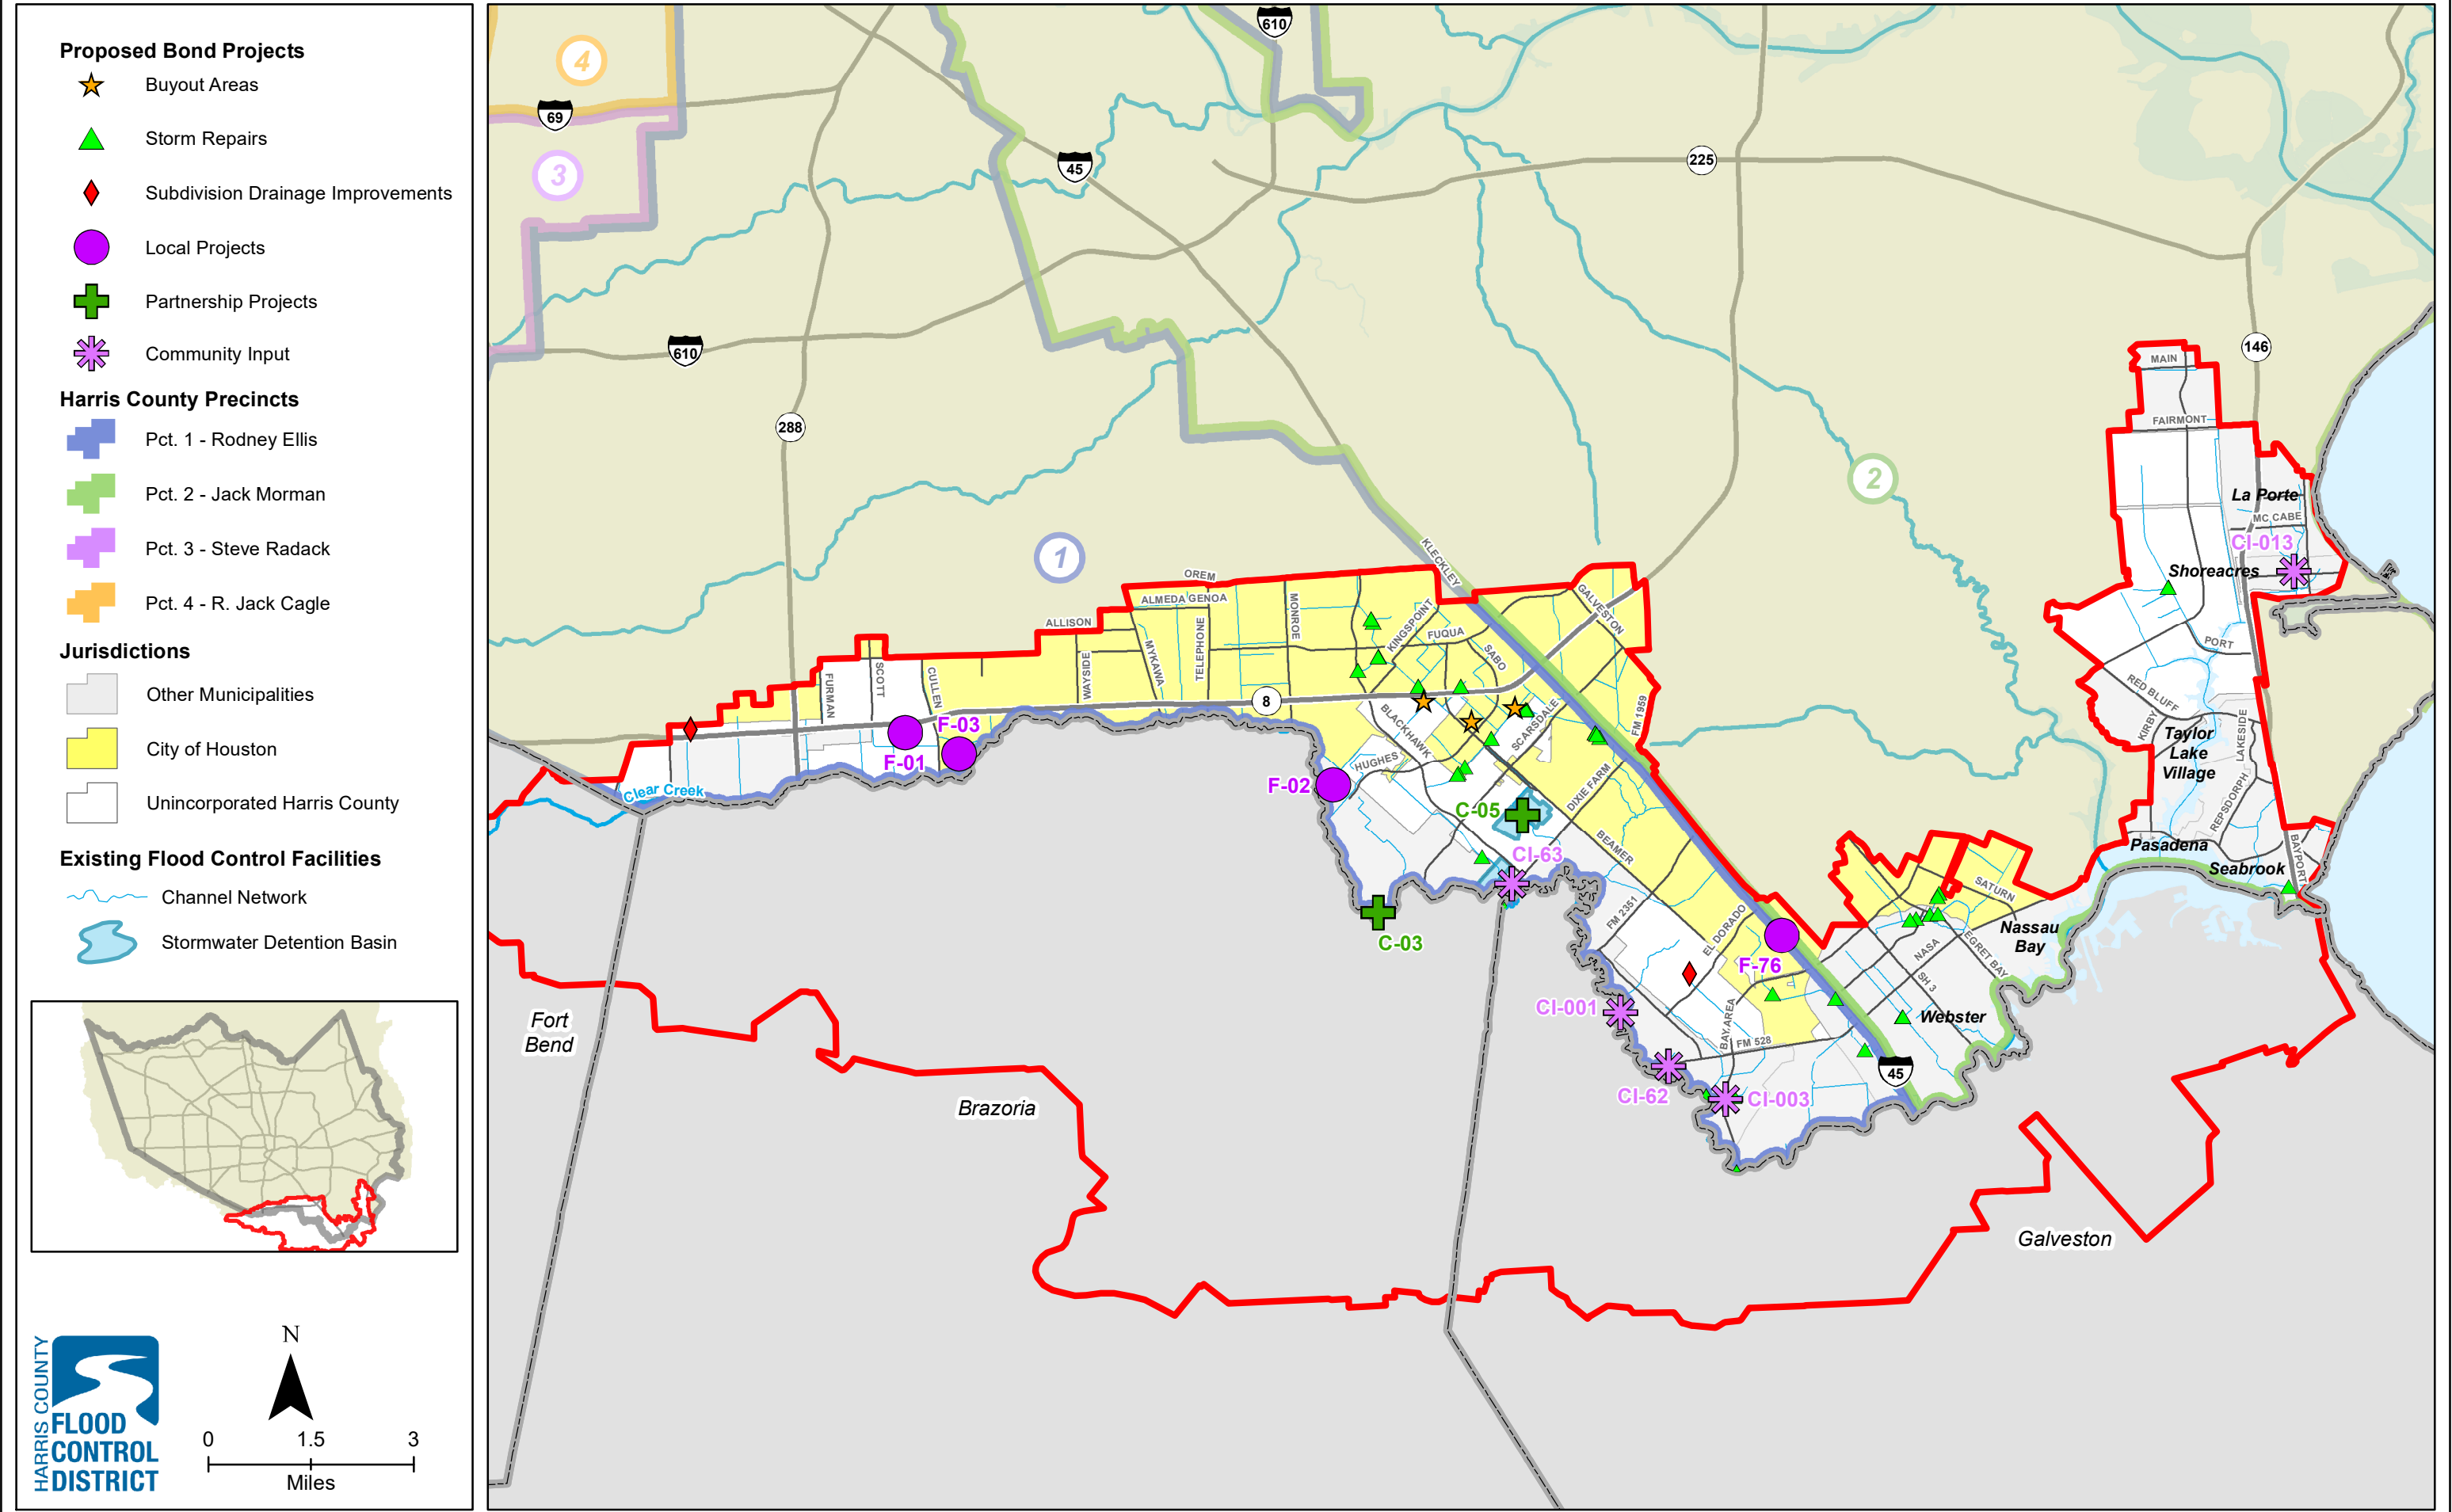 Proposed Bond Projects
Buyout Areas
Storm Repairs
Subdivision Drainage Improvements
Local Projects
Partnership Projects
Community Input
Harris County Precincts
Pct. 1 - Rodney Ellis
Pct. 2 - Jack Morman
Pct. 3 - Steve Radack
Pct. 4 - R. Jack Cagle
Jurisdictions
Other Municipalities
City of Houston
Unincorporated Harris County
Existing Flood Control Facilities
Channel Network
Stormwater Detention Basin
HARRIS COUNTY
FLOOD
CONTROL
DISTRICT
N
0 1.5 3
Miles
4
69
3
610
45
225
610
288
146
2
1
MAIN
FAIRMONT
La Porte
MC CABE
CI-013
Shoreacres
PORT
RED BLUFF
KIRBY
Taylor
Lake
Village
LAKESIDE
REPSDORPH
Pasadena
Seabrook
BAYPORT
KLECKLEY
OREM
ALMEDA GENOA
ALLISON
MONROE
TELEPHONE
MYKAWA
WAYSIDE
KINGSPOINT
FUQUA
SABO
GALVESTON
FM 1959
FURMAN
SCOTT
CULLEN
8
F-03
F-01
F-02
BLACKHAWK
SCARSDALE
HUGHES
DIXIE FARM
BEAMER
C-05
CI-63
C-03
Clear Creek
FM 2351
EL DORADO
F-76
SATURN
Nassau
Bay
NASA
EGRET BAY
SH 3
Webster
CI-001
BAY AREA
FM 528
45
CI-62
CI-003
Fort
Bend
Brazoria
Galveston